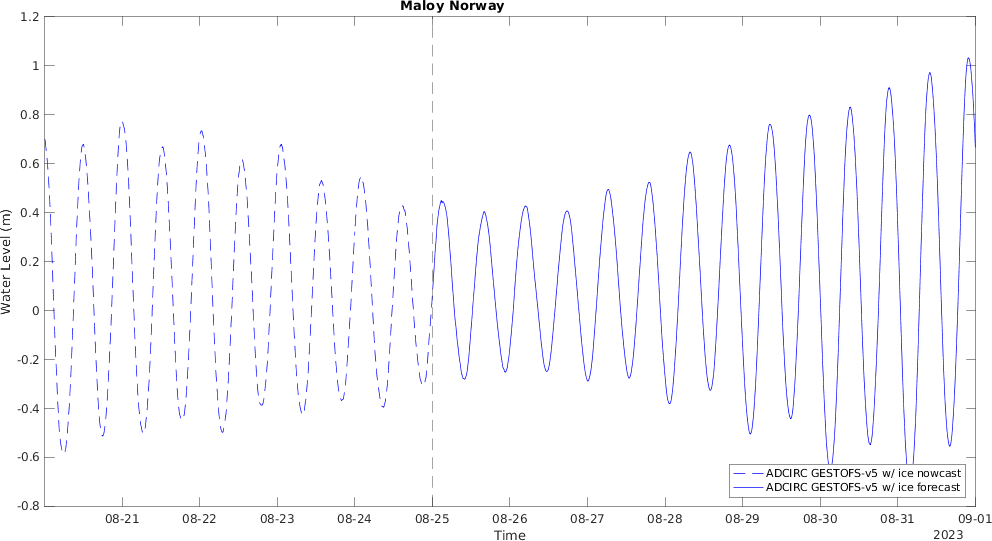 Maloy Norway
Water Level (m)
1.2
1
0.8
0.6
0.4
0.2
0
-0.2
-0.4
-0.6
-0.8
ADCIRC GESTOFS-v5 w/ ice nowcast
ADCIRC GESTOFS-v5 w/ ice forecast
08-21 08-22 08-23 08-24 08-25 08-26 08-27 08-28 08-29 08-30 08-31 09-01
Time
2023